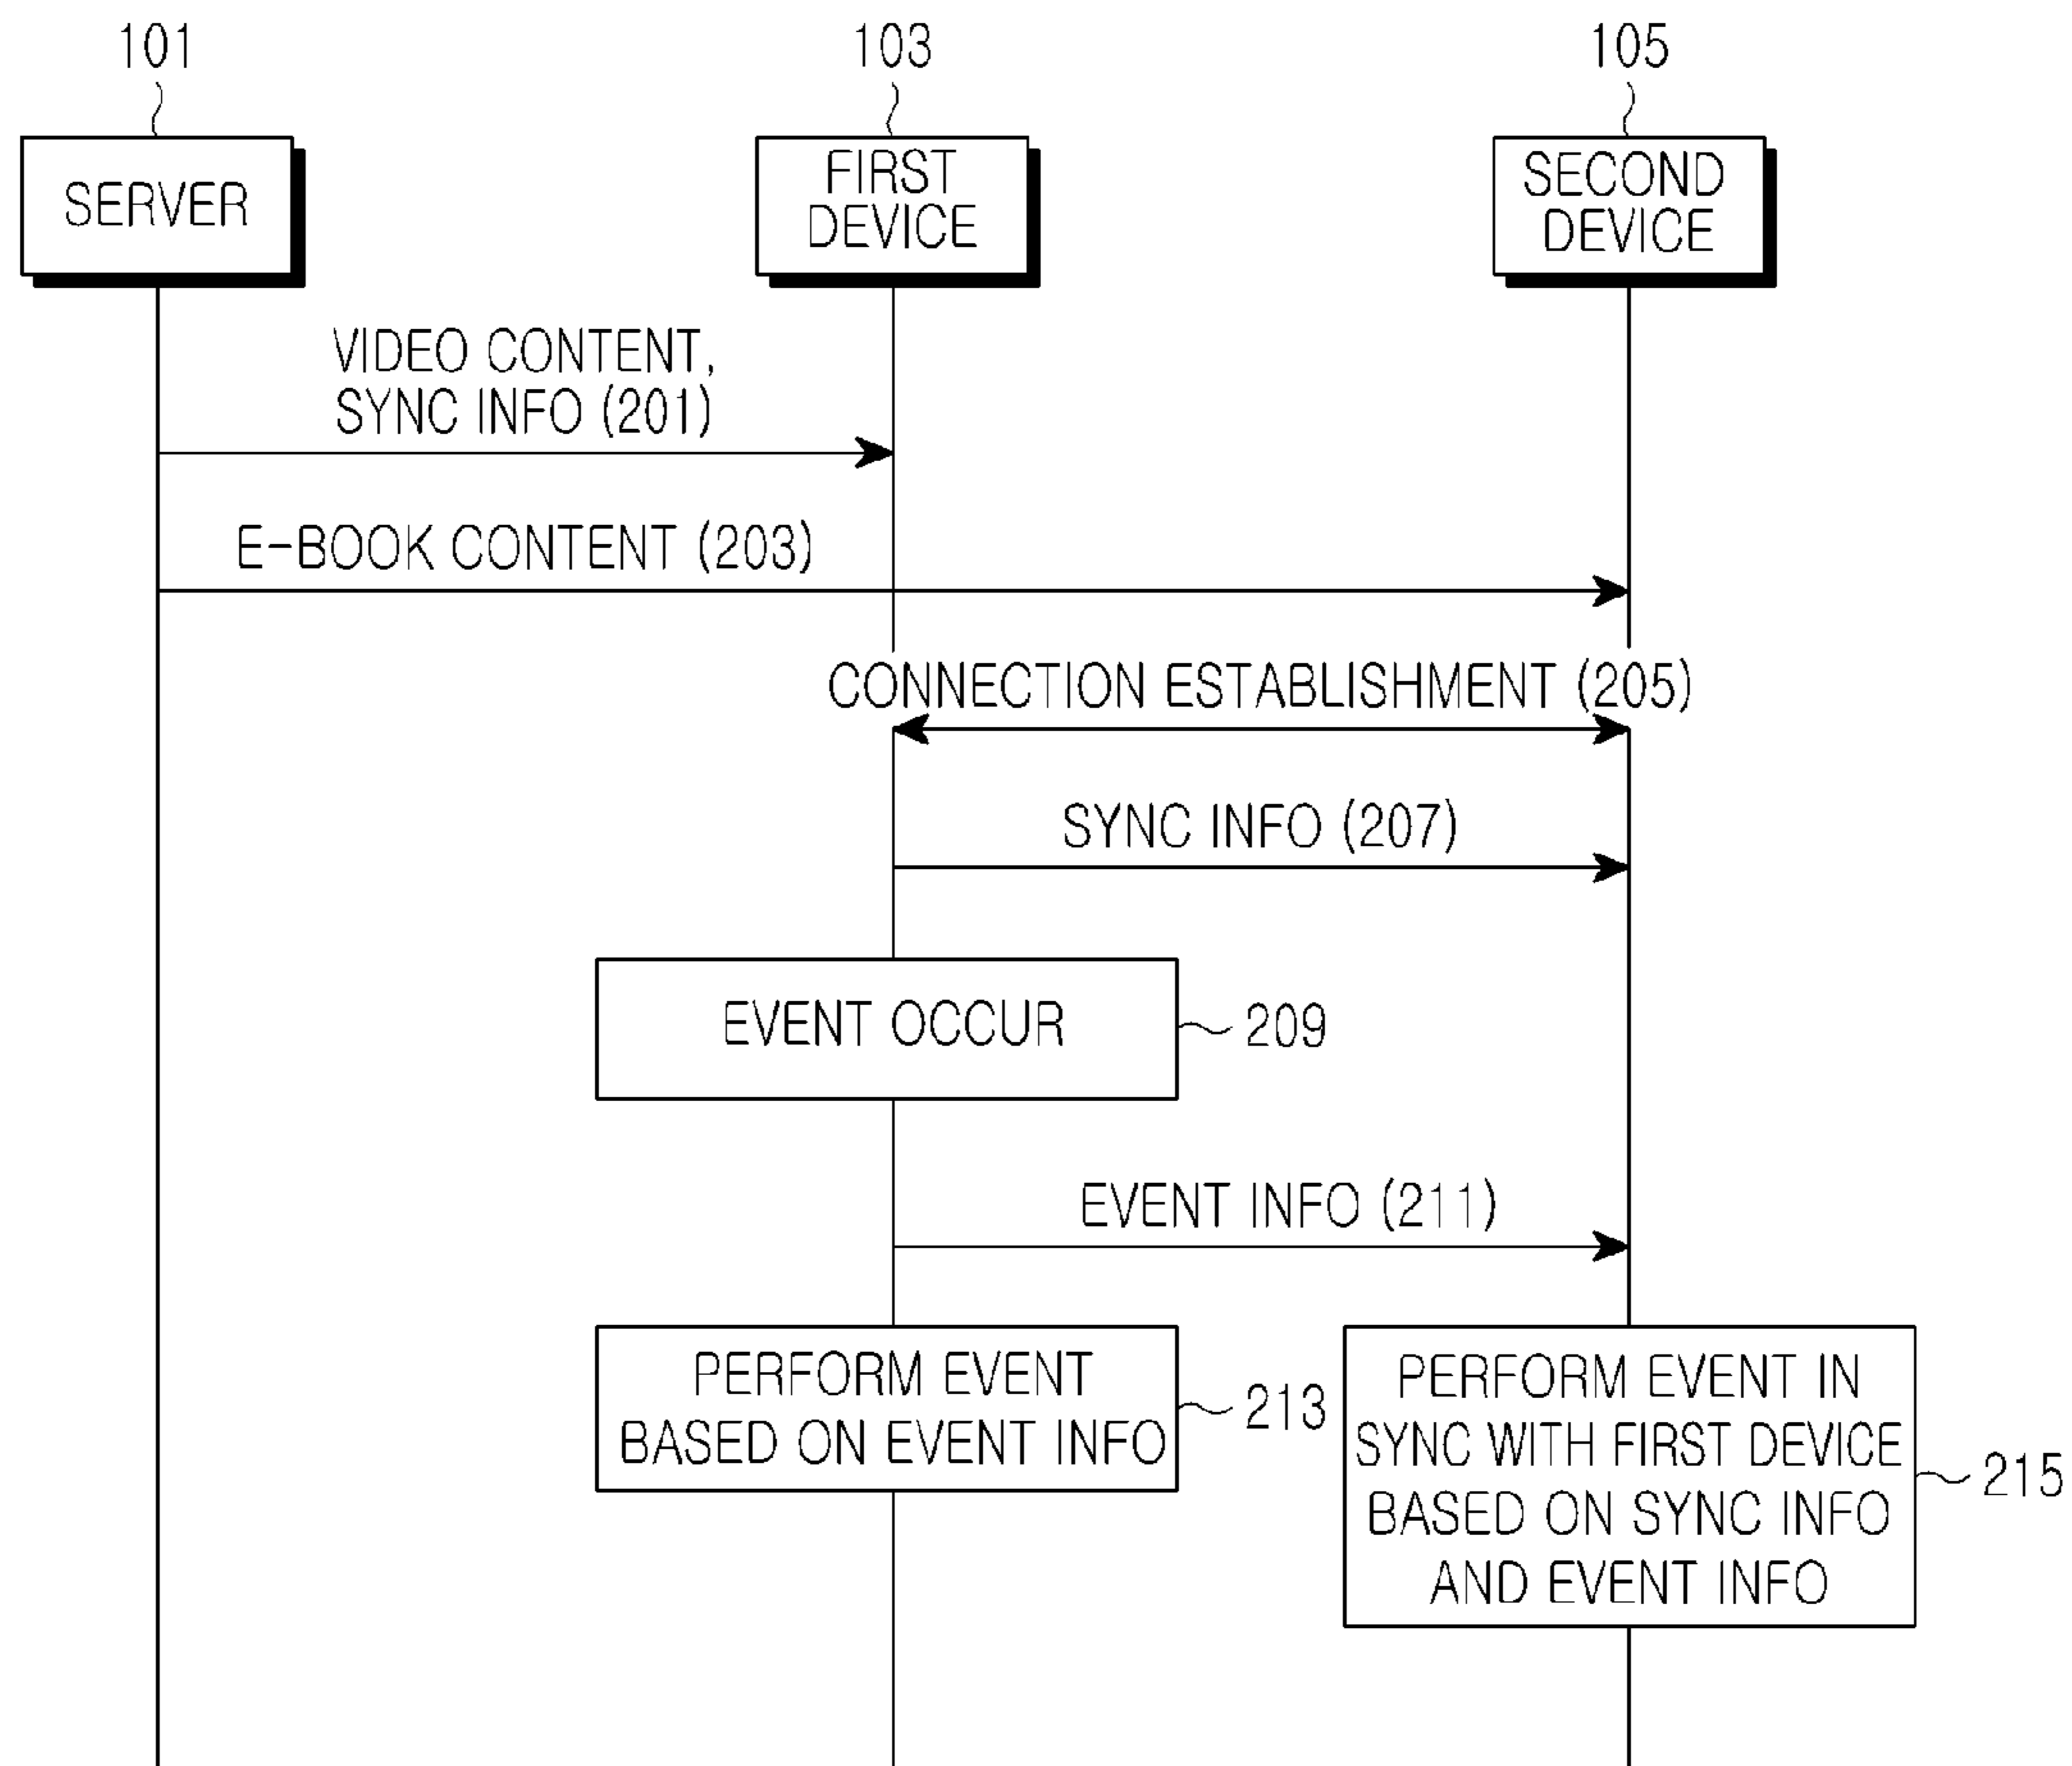 101
103
105
SERVER
FIRST
DEVICE
SECOND
DEVICE
VIDEO CONTENT,
SYNC INFO (201)
E-BOOK CONTENT (203)
CONNECTION ESTABLISHMENT (205)
SYNC INFO (207)
EVENT OCCUR
209
EVENT INFO (211)
PERFORM EVENT
BASED ON EVENT INFO
213
PERFORM EVENT IN
SYNC WITH FIRST DEVICE
BASED ON SYNC INFO
AND EVENT INFO
215